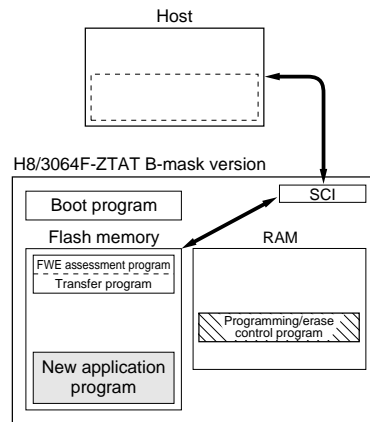 Host
H8/3064F-ZTAT B-mask version
SCI
Boot program
Flash memory
RAM
FWE assessment program
Transfer program
Programming/erase
control program
New application
program